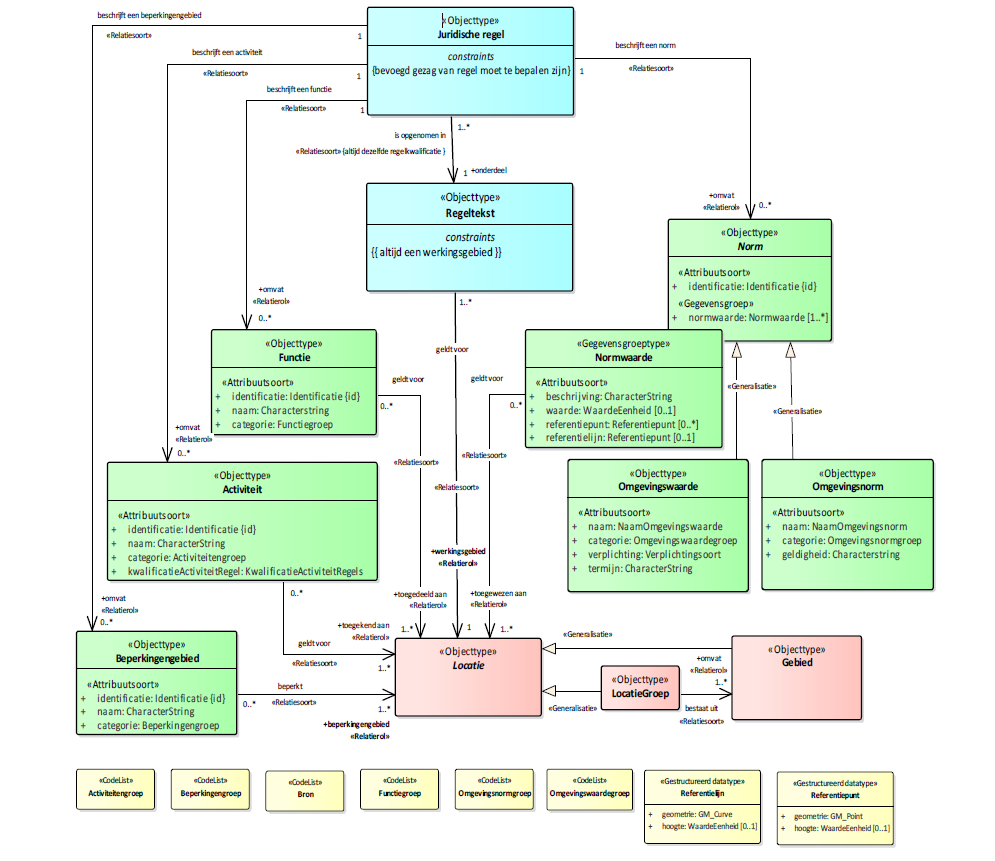 beschrijft een beperkingengebied
«Relatiesoort»
1
beschrijft een activiteit
«Relatiesoort»
1
beschrijft een functie
«Relatiesoort»
1
«Objecttype»
Juridische regel
constraints
{bevoegd gezag van regel moet te bepalen zijn}
beschrijft een norm
1
«Relatiesoort»
1..*
is opgenomen in
«Relatiesoort» {altijd dezelfde regelkwalificatie }
1
+onderdeel
«Objecttype»
Regeltekst
constraints
{{ altijd een werkingsgebied }}
1..*
+omvat
«Relatierol»
0..*
«Objecttype»
Norm
«Attribuutsoort»
+ identificatie: Identificatie {id}
«Gegevensgroep»
+ normwaarde: Normwaarde [1..*]
+omvat
«Relatierol»
0..*
«Objecttype»
Functie
«Attribuutsoort»
+ identificatie: Identificatie {id}
+ naam: Characterstring
+ categorie: Functiegroep
geldt voor
0..*
«Relatiesoort»
geldt voor
«Relatiesoort»
geldt voor
0..*
«Relatiesoort»
«Gegevensgroeptype»
Normwaarde
«Attribuutsoort»
+ beschrijving: CharacterString
+ waarde: WaardeEenheid [0..1]
+ referentiepunt: Referentiepunt [0..*]
+ referentielijn: Referentiepunt [0..1]
«Generalisatie»
«Generalisatie»
+omvat
«Relatierol»
0..*
«Objecttype»
Activiteit
«Attribuutsoort»
+ identificatie: Identificatie {id}
+ naam: CharacterString
+ categorie: Activiteitengroep
+ kwalificatieActiviteitRegel: KwalificatieActiviteitRegels
«Objecttype»
Omgevingswaarde
«Attribuutsoort»
+ naam: NaamOmgevingswaarde
+ categorie: Omgevingswaardegroep
+ verplichting: Verplichtingsoort
+ termijn: CharacterString
«Objecttype»
Omgevingsnorm
«Attribuutsoort»
+ naam: NaamOmgevingsnorm
+ categorie: Omgevingsnormgroep
+ geldigheid: Characterstring
+werkingsgebied
«Relatierol»
1
+toegedeeld aan
«Relatierol»
1..*
+toegewezen aan
«Relatierol»
1..*
0..*
geldt voor
«Relatiesoort»
+toegekend aan
«Relatierol»
1..*
+omvat
«Relatierol»
0..*
«Objecttype»
Beperkingengebied
«Attribuutsoort»
+ identificatie: Identificatie {id}
+ naam: CharacterString
+ categorie: Beperkingengroep
beperkt
0..*
«Relatiesoort»
1..*
+beperkingengebied
«Relatierol»
«Objecttype»
Locatie
«Generalisatie»
«Generalisatie»
«Objecttype»
LocatieGroep
+omvat
«Relatierol»
1..*
bestaat uit
«Relatiesoort»
«Objecttype»
Gebied
«CodeList»
Activiteitengroep
«CodeList»
Beperkingengroep
«CodeList»
Bron
«CodeList»
Functiegroep
«CodeList»
Omgevingsnormgroep
«CodeList»
Omgevingswaardegroep
«Gestructureerd datatype»
Referentielijn
+ geometrie: GM_Curve
+ hoogte: WaardeEenheid [0..1]
«Gestructureerd datatype»
Referentiepunt
+ geometrie: GM_Point
+ hoogte: WaardeEenheid [0..1]